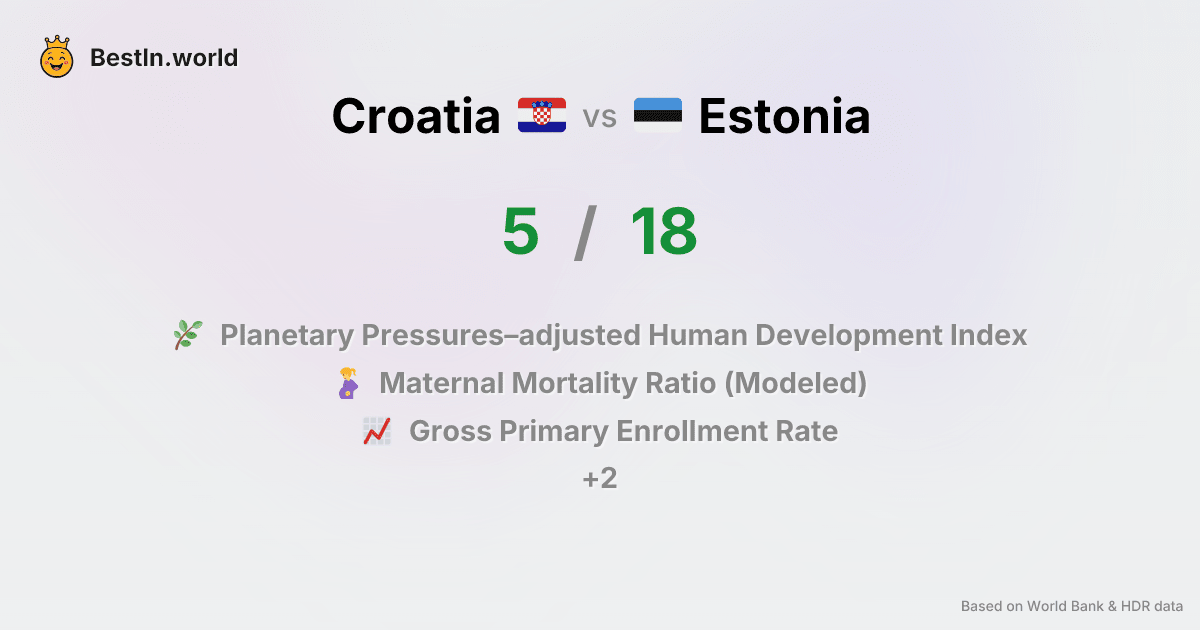 BestIn.world
Croatia vs Estonia
5 / 18
Planetary Pressures–adjusted Human Development Index
Maternal Mortality Ratio (Modeled)
Gross Primary Enrollment Rate
+2
Based on World Bank & HDR data